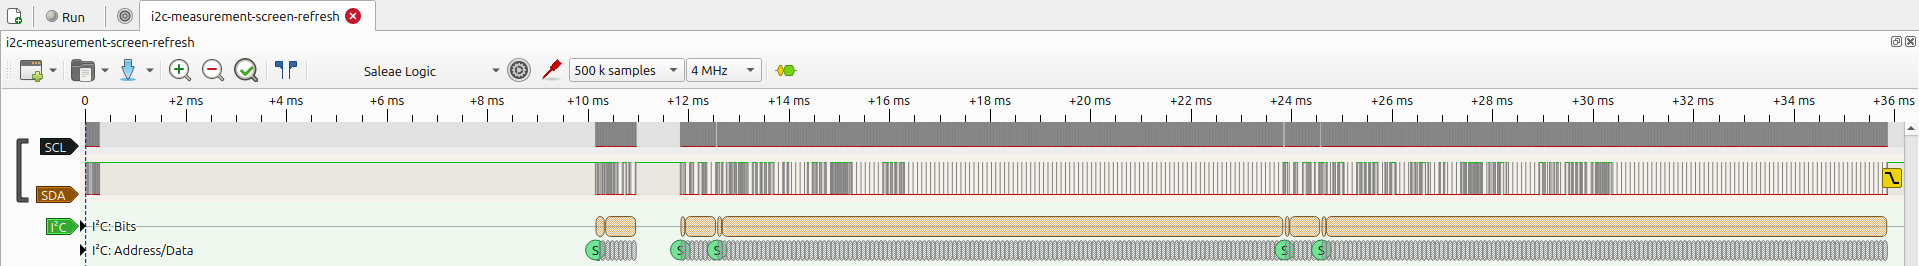 Run
i2c-measurement-screen-refresh
i2c-measurement-screen-refresh
Saleae Logic
500 k samples
4 MHz
0 +2 ms +4 ms +6 ms +8 ms +10 ms +12 ms +14 ms +16 ms +18 ms +20 ms +22 ms +24 ms +26 ms +28 ms +30 ms +32 ms +34 ms +36 ms
SCL
SDA
I²C I²C: Bits
I²C: Address/Data S S S S S